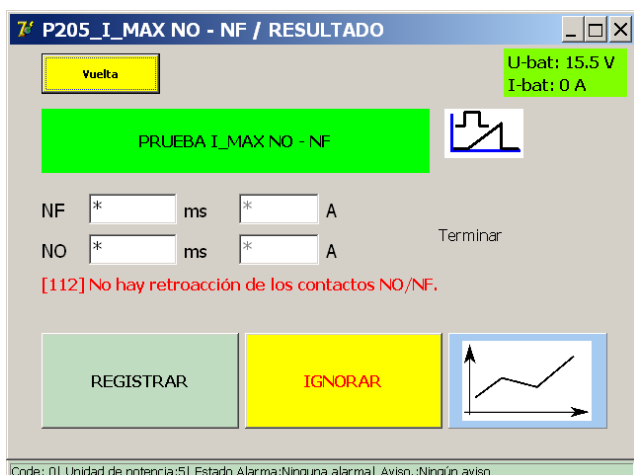 P205_I_MAX NO - NF / RESULTADO
Vuelta
U-bat: 15.5 V
I-bat: 0 A
PRUEBA I_MAX NO - NF
NF * ms * A
NO * ms * A
Terminar
[112] No hay retroacción de los contactos NO/NF.
REGISTRAR
IGNORAR
Code: 0| Unidad de potencia:5| Estado Alarma:Ninguna alarma| Aviso.:Ningún aviso